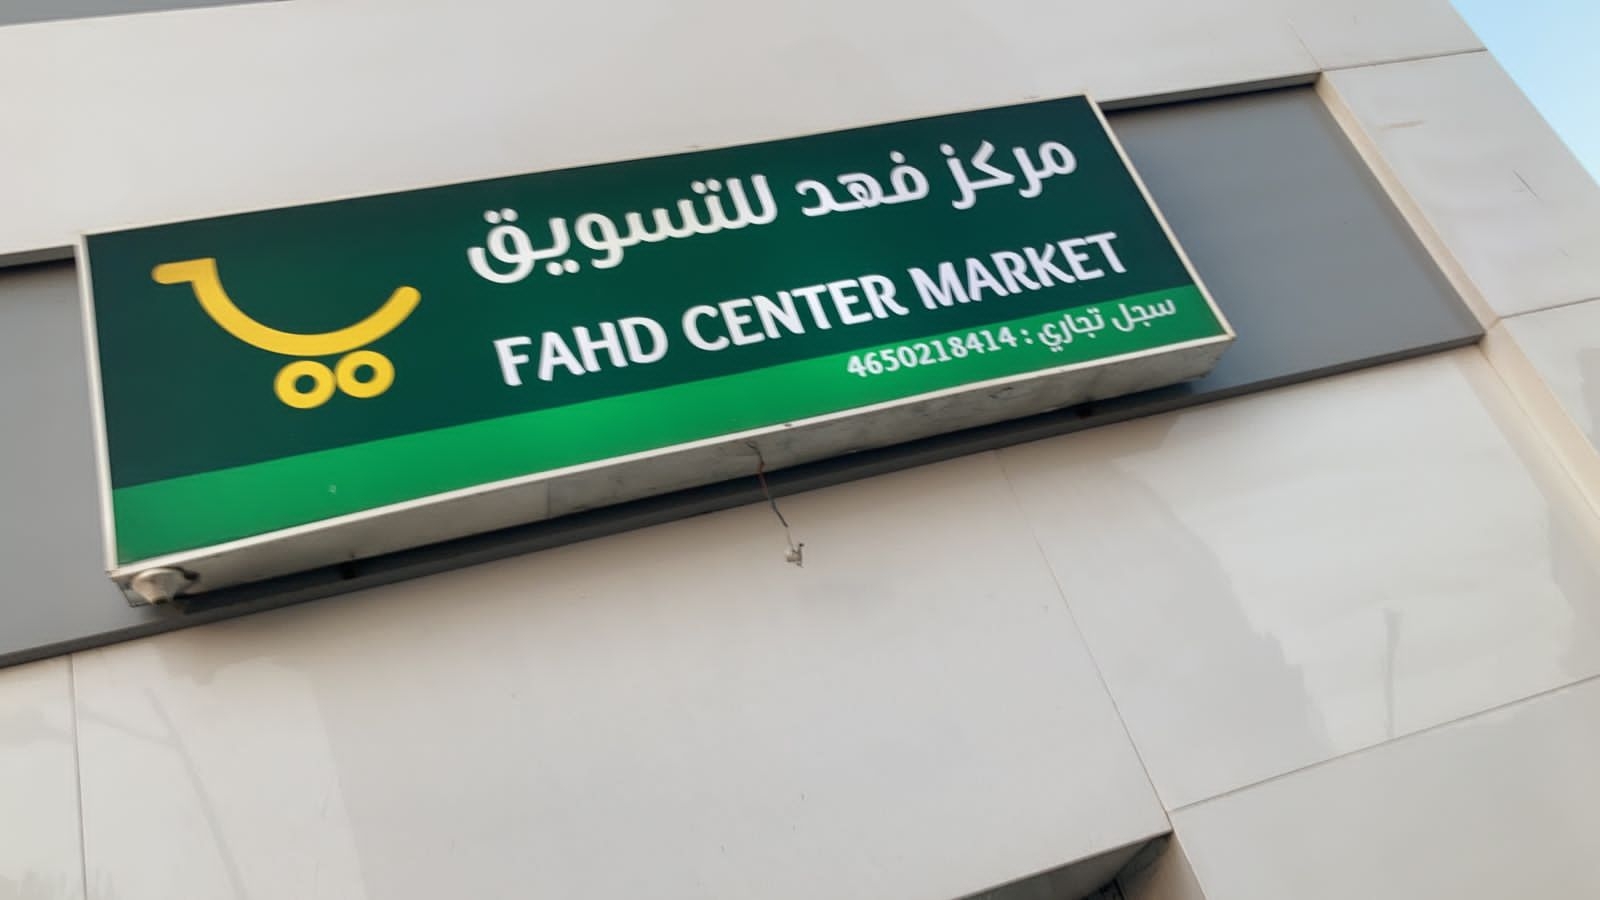 مركز فهد للتسويق
FAHD CENTER MARKET
سجل تجاري : 4650218414